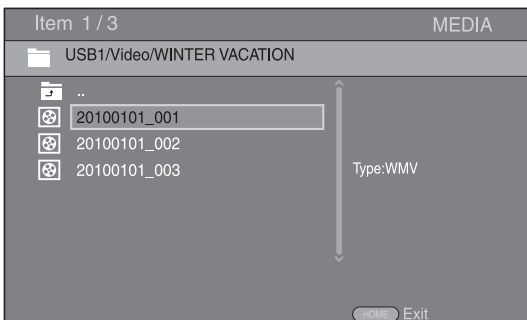 Item 1/3 MEDIA
USB1/Video/WINTER VACATION
..
20100101_001
20100101_002
20100101_003
Type:WMV
HOME Exit